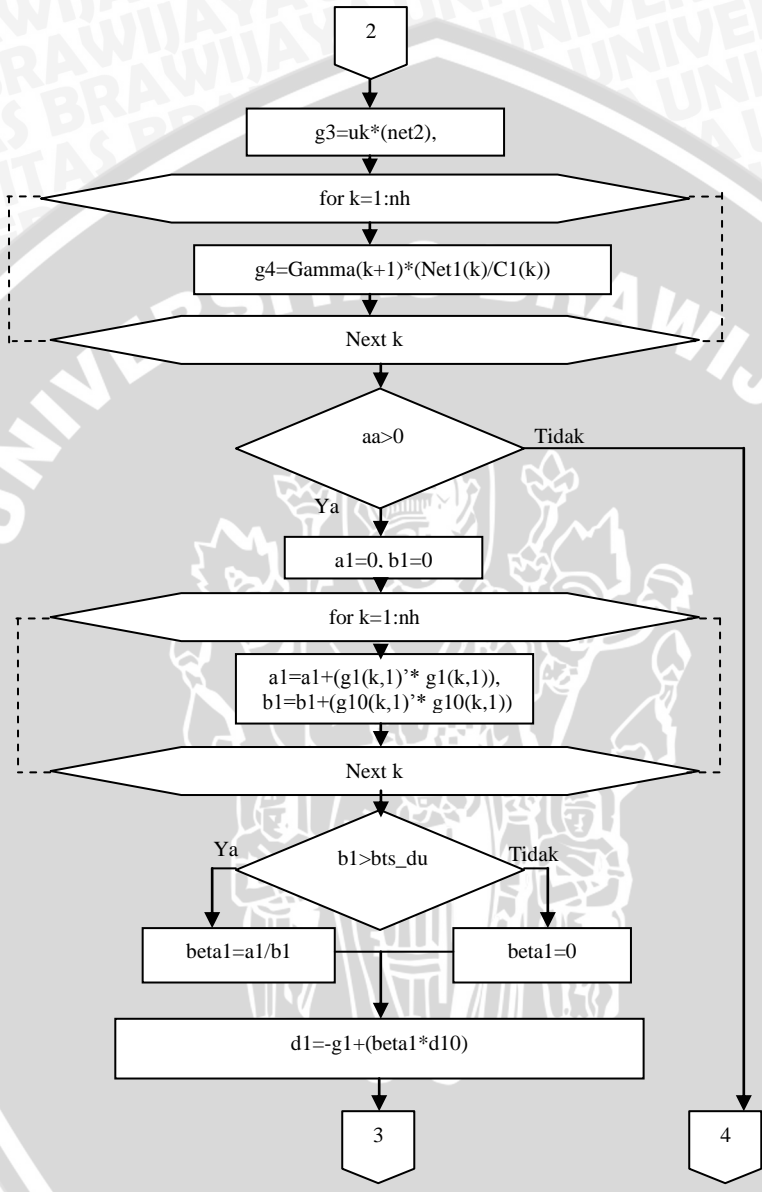 2
g3=uk*(net2),
for k=1:nh
g4=Gamma(k+1)*(Net1(k)/C1(k))
Next k
aa>0
Tidak
Ya
a1=0, b1=0
for k=1:nh
a1=a1+(g1(k,1)’* g1(k,1)),
b1=b1+(g10(k,1)’* g10(k,1))
Next k
b1>bts_du
Ya
Tidak
beta1=a1/b1
beta1=0
d1=-g1+(beta1*d10)
3
4